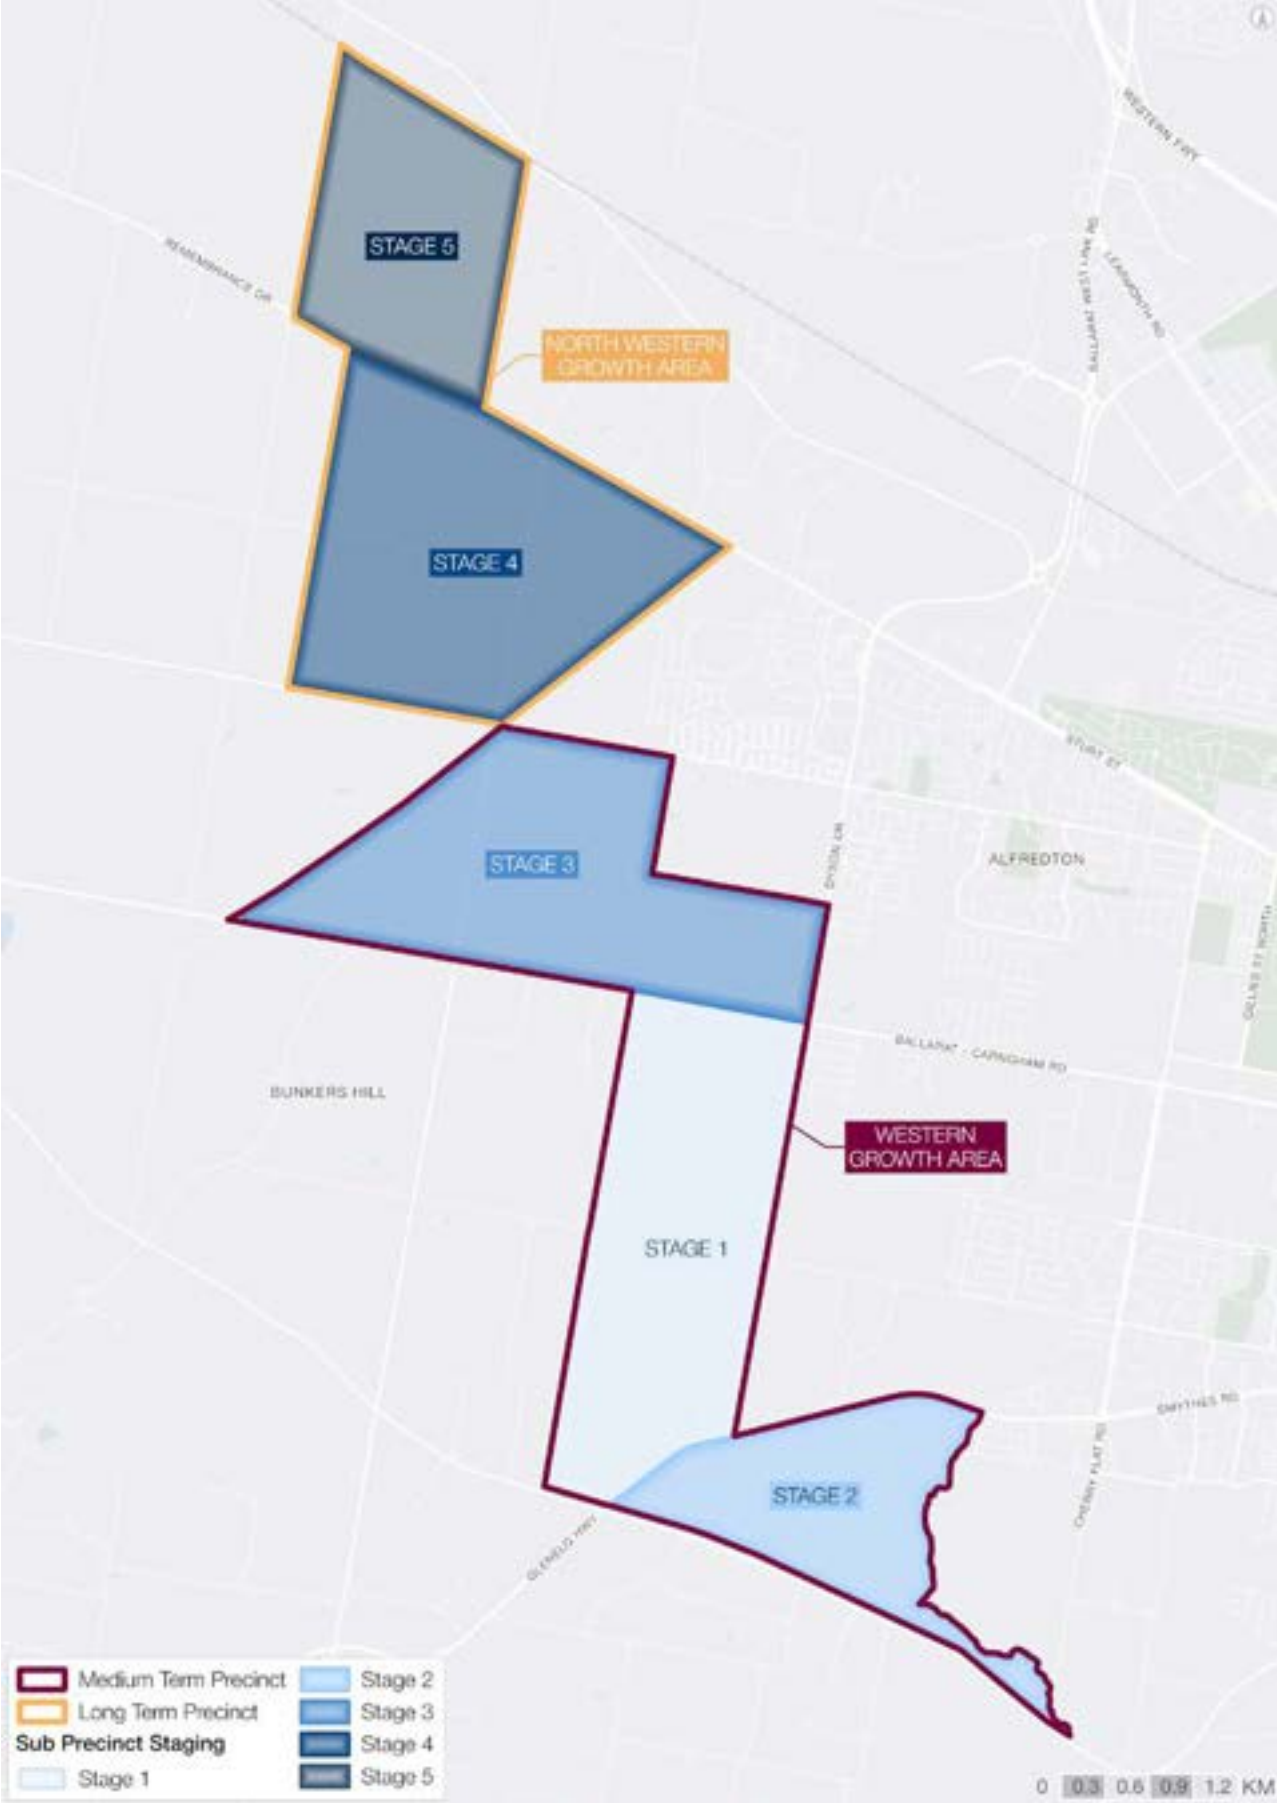 WESTERN FWY
STAGE 5
REMEMBRANCE DR
BALLARAT WEST LINK RD
LEARMONTH RD
NORTH WESTERN
GROWTH AREA
STAGE 4
STURT ST
STAGE 3
DYSON DR
ALFREDTON
GILLIES ST NORTH
BALLARAT - CARNGHAM RD
BUNKERS HILL
WESTERN
GROWTH AREA
STAGE 1
SMYTHES RD
CHERRY FLAT RD
STAGE 2
GLENELG HWY
Medium Term Precinct
Long Term Precinct
Sub Precinct Staging
Stage 1
Stage 2
Stage 3
Stage 4
Stage 5
0 0.3 0.6 0.9 1.2 KM